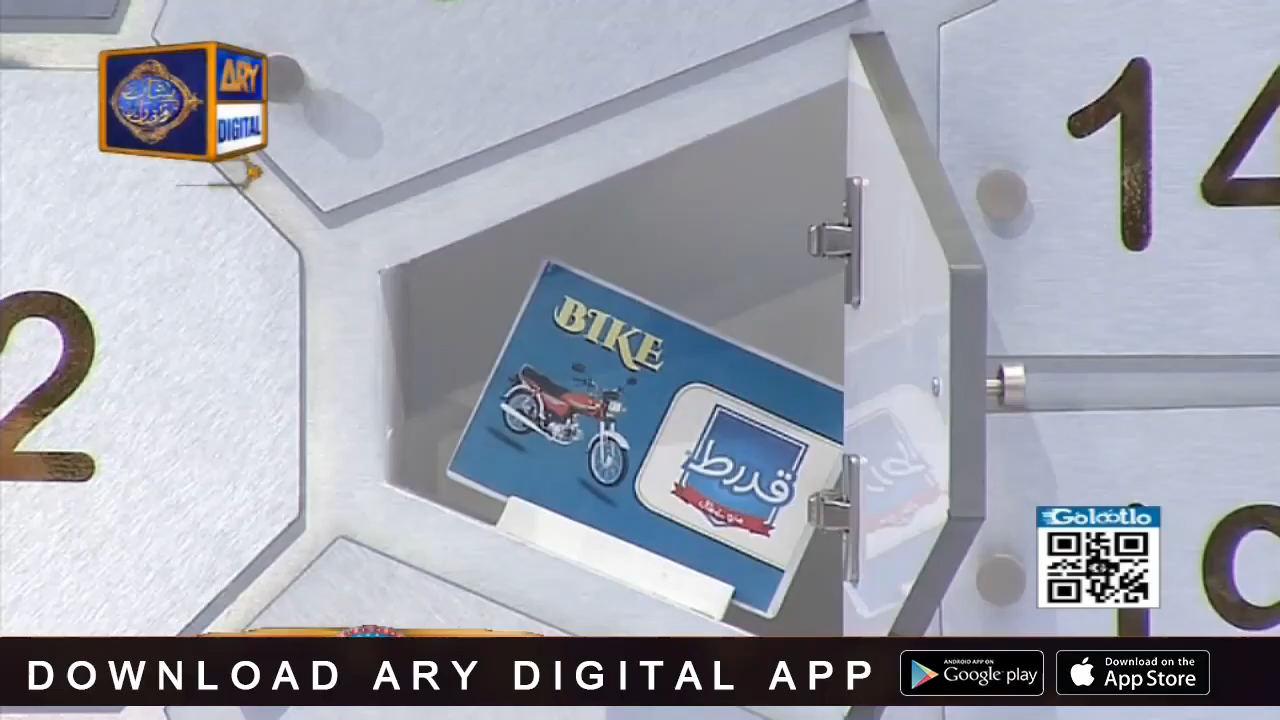 ARY
DIGITAL
14
2
BIKE
Golootlo
DOWNLOAD ARY DIGITAL APP
ANDROID APP ON
Google play
Download on the
App Store